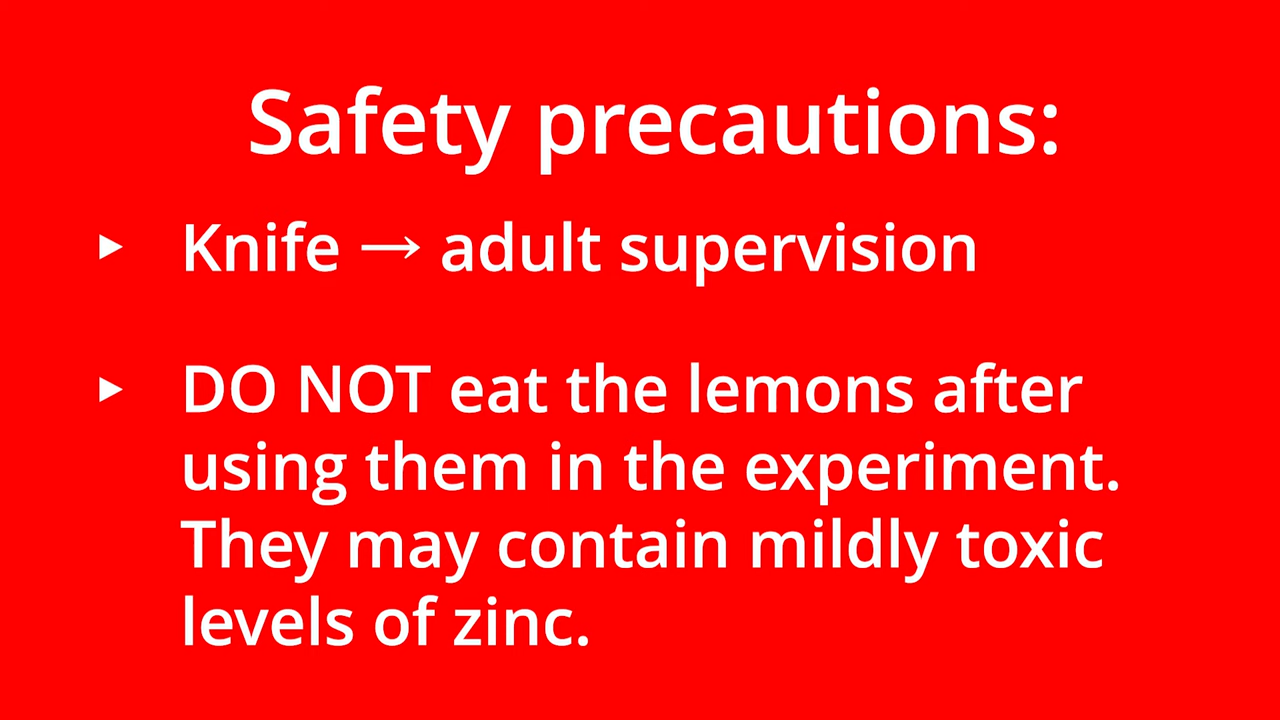 Safety precautions:
▸ Knife → adult supervision
▸ DO NOT eat the lemons after
using them in the experiment.
They may contain mildly toxic
levels of zinc.